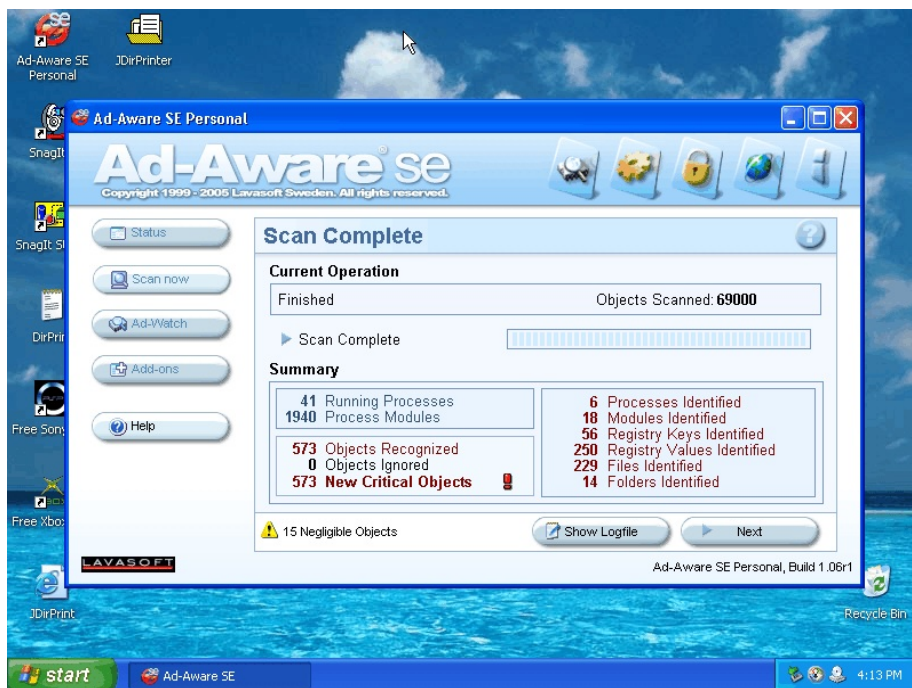 Ad-Aware SE
Personal
JDirPrinter
SnagIt
SnagIt S
DirPrin
Free Sony
Free Xbo
JDirPrint
Recycle Bin
Ad-Aware SE Personal
Ad-Aware SE
Copyright 1999 - 2005 Lavasoft Sweden. All rights reserved.
Status
Scan now
Ad-Watch
Add-ons
Help
LAVASOFT
Scan Complete
Current Operation
Finished
Objects Scanned: 69000
Scan Complete
Summary
41 Running Processes
1940 Process Modules
573 Objects Recognized
0 Objects Ignored
573 New Critical Objects
6 Processes Identified
18 Modules Identified
56 Registry Keys Identified
250 Registry Values Identified
229 Files Identified
14 Folders Identified
15 Negligible Objects
Show Logfile
Next
Ad-Aware SE Personal, Build 1.06r1
start
Ad-Aware SE
4:13 PM